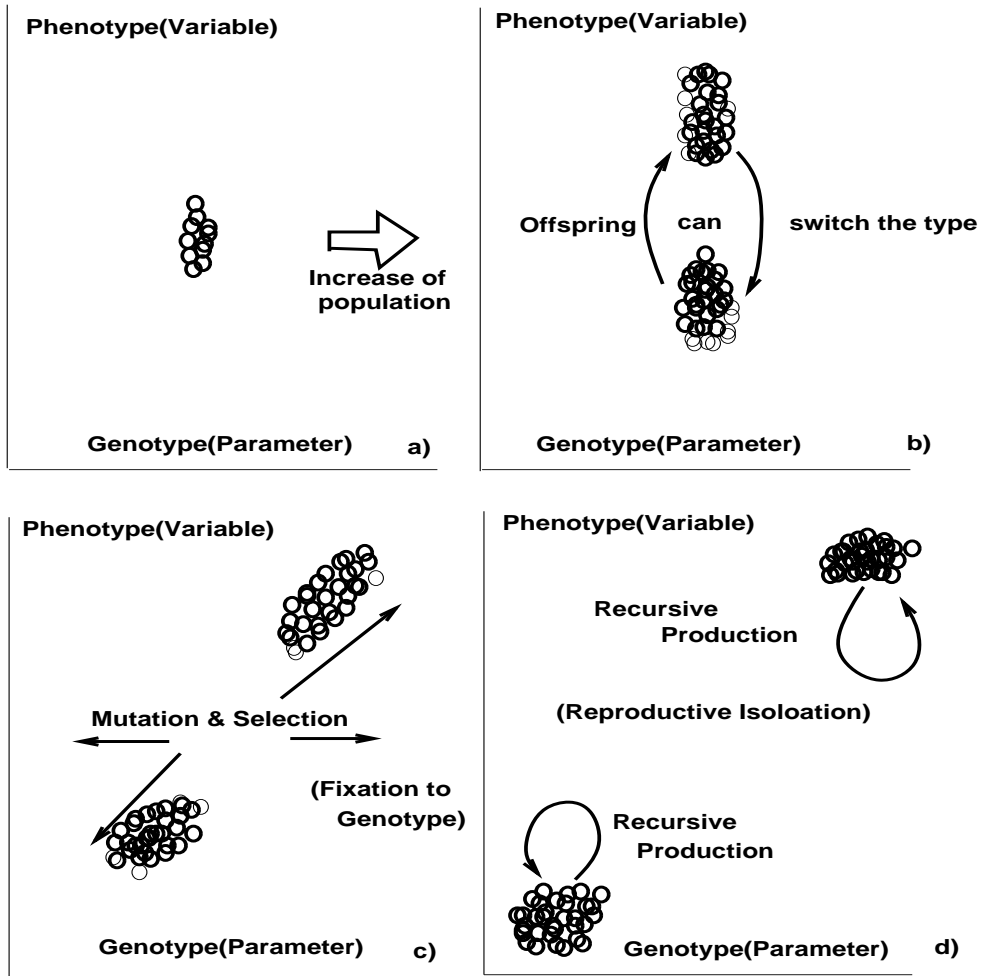 Phenotype(Variable)
Increase of
population
Genotype(Parameter)
a)
Phenotype(Variable)
Offspring can switch the type
Genotype(Parameter)
b)
Phenotype(Variable)
Mutation & Selection
(Fixation to
Genotype)
Genotype(Parameter)
c)
Phenotype(Variable)
Recursive
Production
(Reproductive Isoloation)
Recursive
Production
Genotype(Parameter)
d)